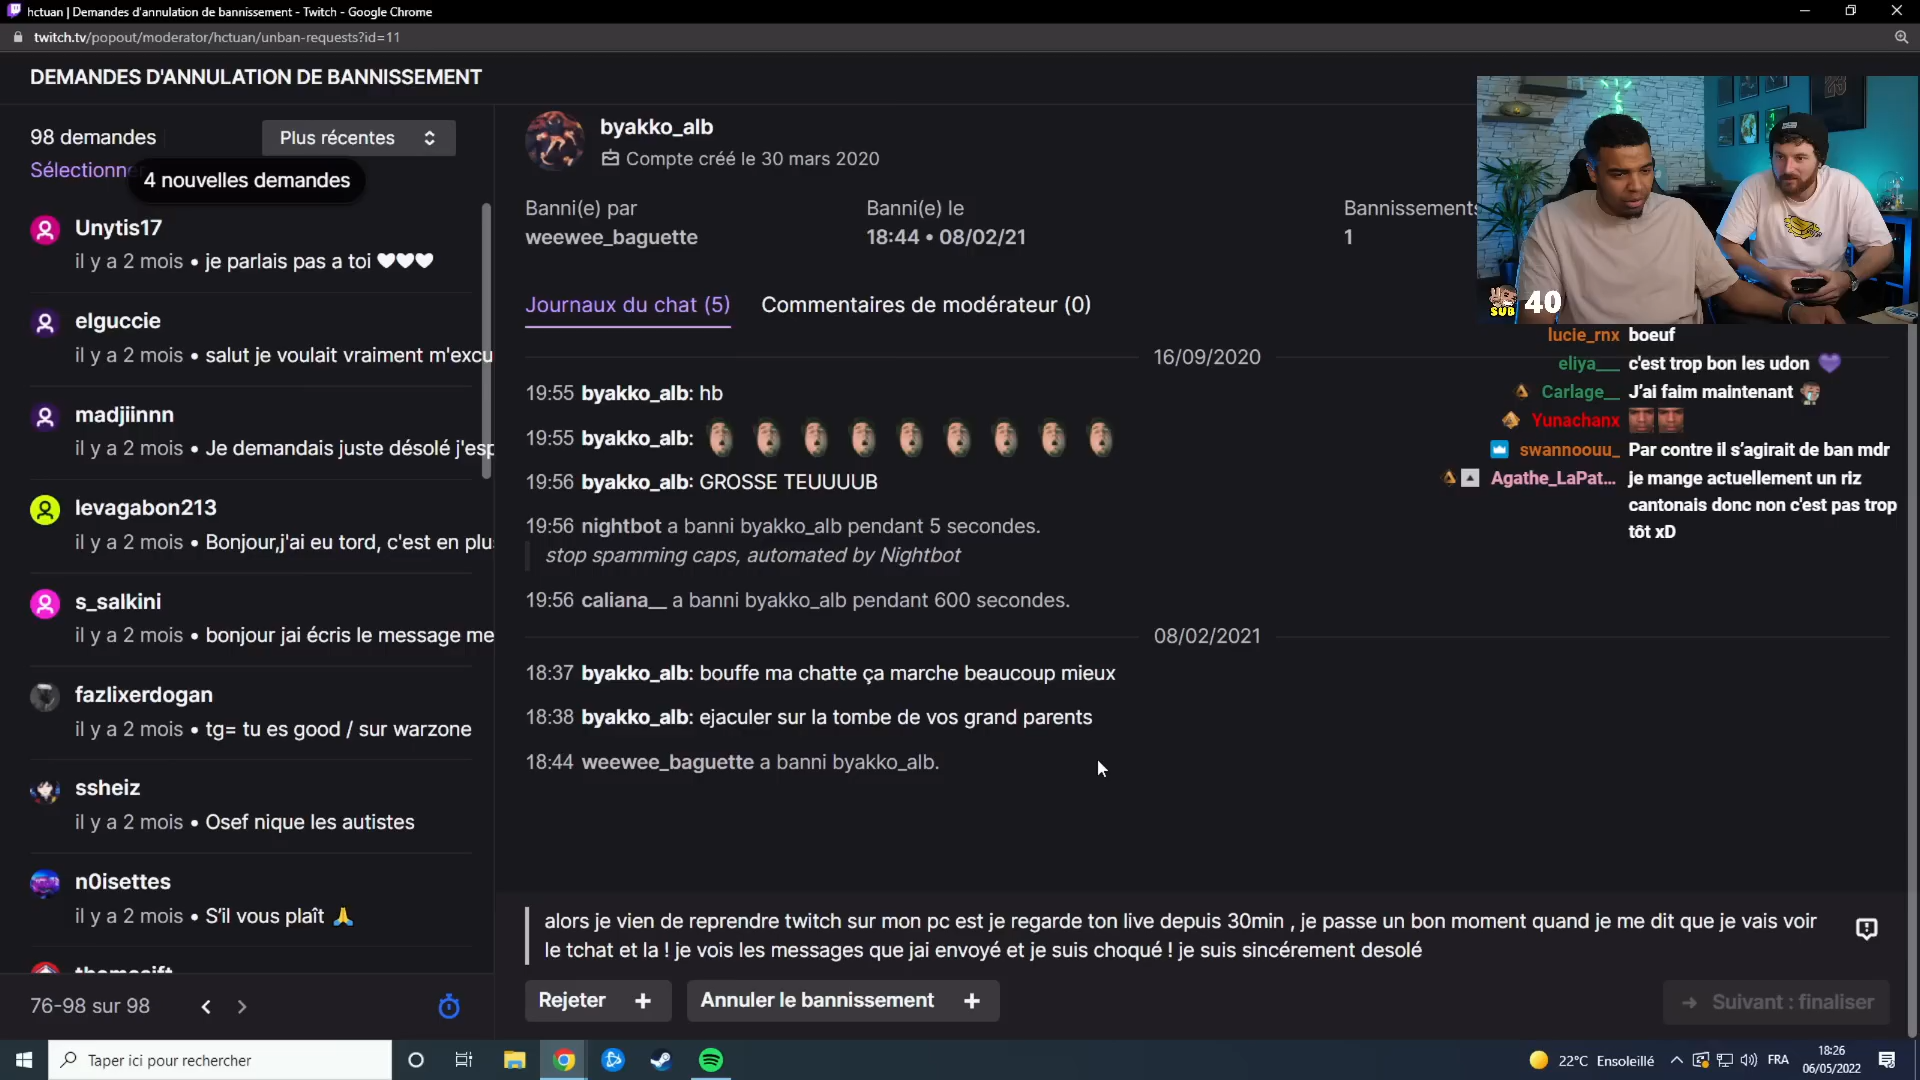 hctuan | Demandes d'annulation de bannissement - Twitch - Google Chrome
twitch.tv/popout/moderator/hctuan/unban-requests?id=11
DEMANDES D'ANNULATION DE BANNISSEMENT
98 demandes
Plus récentes
Sélectionne
4 nouvelles demandes
Unytis17
il y a 2 mois • je parlais pas a toi 🤍🤍🤍
elguccie
il y a 2 mois • salut je voulait vraiment m'excu
madjiinnn
il y a 2 mois • Je demandais juste désolé j'esp
levagabon213
il y a 2 mois • Bonjour,j'ai eu tord, c'est en plu
s_salkini
il y a 2 mois • bonjour jai écris le message me
fazlixerdogan
il y a 2 mois • tg= tu es good / sur warzone
ssheiz
il y a 2 mois • Osef nique les autistes
n0isettes
il y a 2 mois • S'il vous plaît 🙏
76-98 sur 98
byakko_alb
Compte créé le 30 mars 2020
Banni(e) par
weewee_baguette
Banni(e) le
18:44 • 08/02/21
Bannissements
1
Journaux du chat (5)
Commentaires de modérateur (0)
16/09/2020
19:55 byakko_alb: hb
19:55 byakko_alb:
19:56 byakko_alb: GROSSE TEUUUUB
19:56 nightbot a banni byakko_alb pendant 5 secondes.
stop spamming caps, automated by Nightbot
19:56 caliana__ a banni byakko_alb pendant 600 secondes.
08/02/2021
18:37 byakko_alb: bouffe ma chatte ça marche beaucoup mieux
18:38 byakko_alb: ejaculer sur la tombe de vos grand parents
18:44 weewee_baguette a banni byakko_alb.
alors je vien de reprendre twitch sur mon pc est je regarde ton live depuis 30min , je passe un bon moment quand je me dit que je vais voir
le tchat et la ! je vois les messages que jai envoyé et je suis choqué ! je suis sincérement desolé
Rejeter +
Annuler le bannissement +
→ Suivant : finaliser
SUB 40
lucie_rnx boeuf
eliya___ c'est trop bon les udon 💜
Carlage__ J'ai faim maintenant
Yunachanx
swannoouu_ Par contre il s'agirait de ban mdr
Agathe_LaPat... je mange actuellement un riz
cantonais donc non c'est pas trop
tôt xD
Taper ici pour rechercher
22°C Ensoleillé
FRA
18:26
06/05/2022